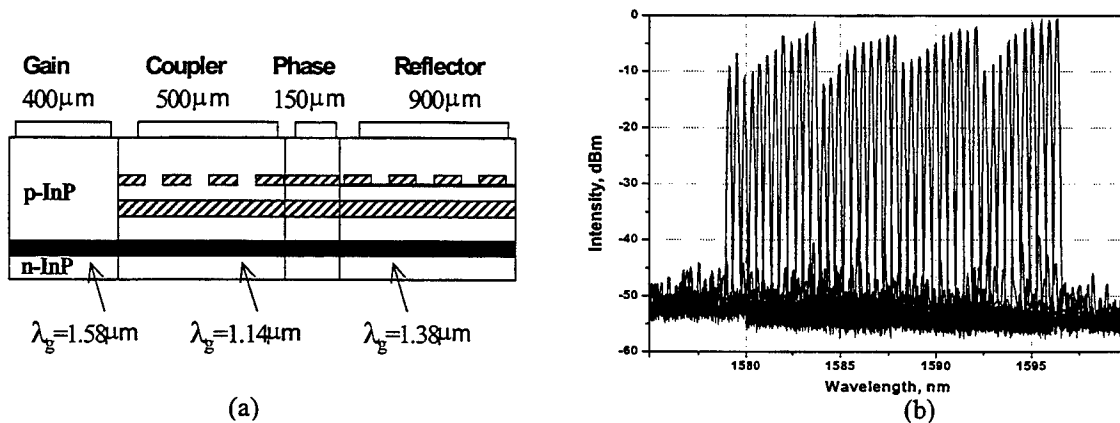 Gain Coupler Phase Reflector
400μm 500μm 150μm 900μm
p-InP
n-InP
λg=1.58μm λg=1.14μm λg=1.38μm
(a)
0
-10
-20
-30
-40
-50
-60
Intensity, dBm
1580 1585 1590 1595
Wavelength, nm
(b)